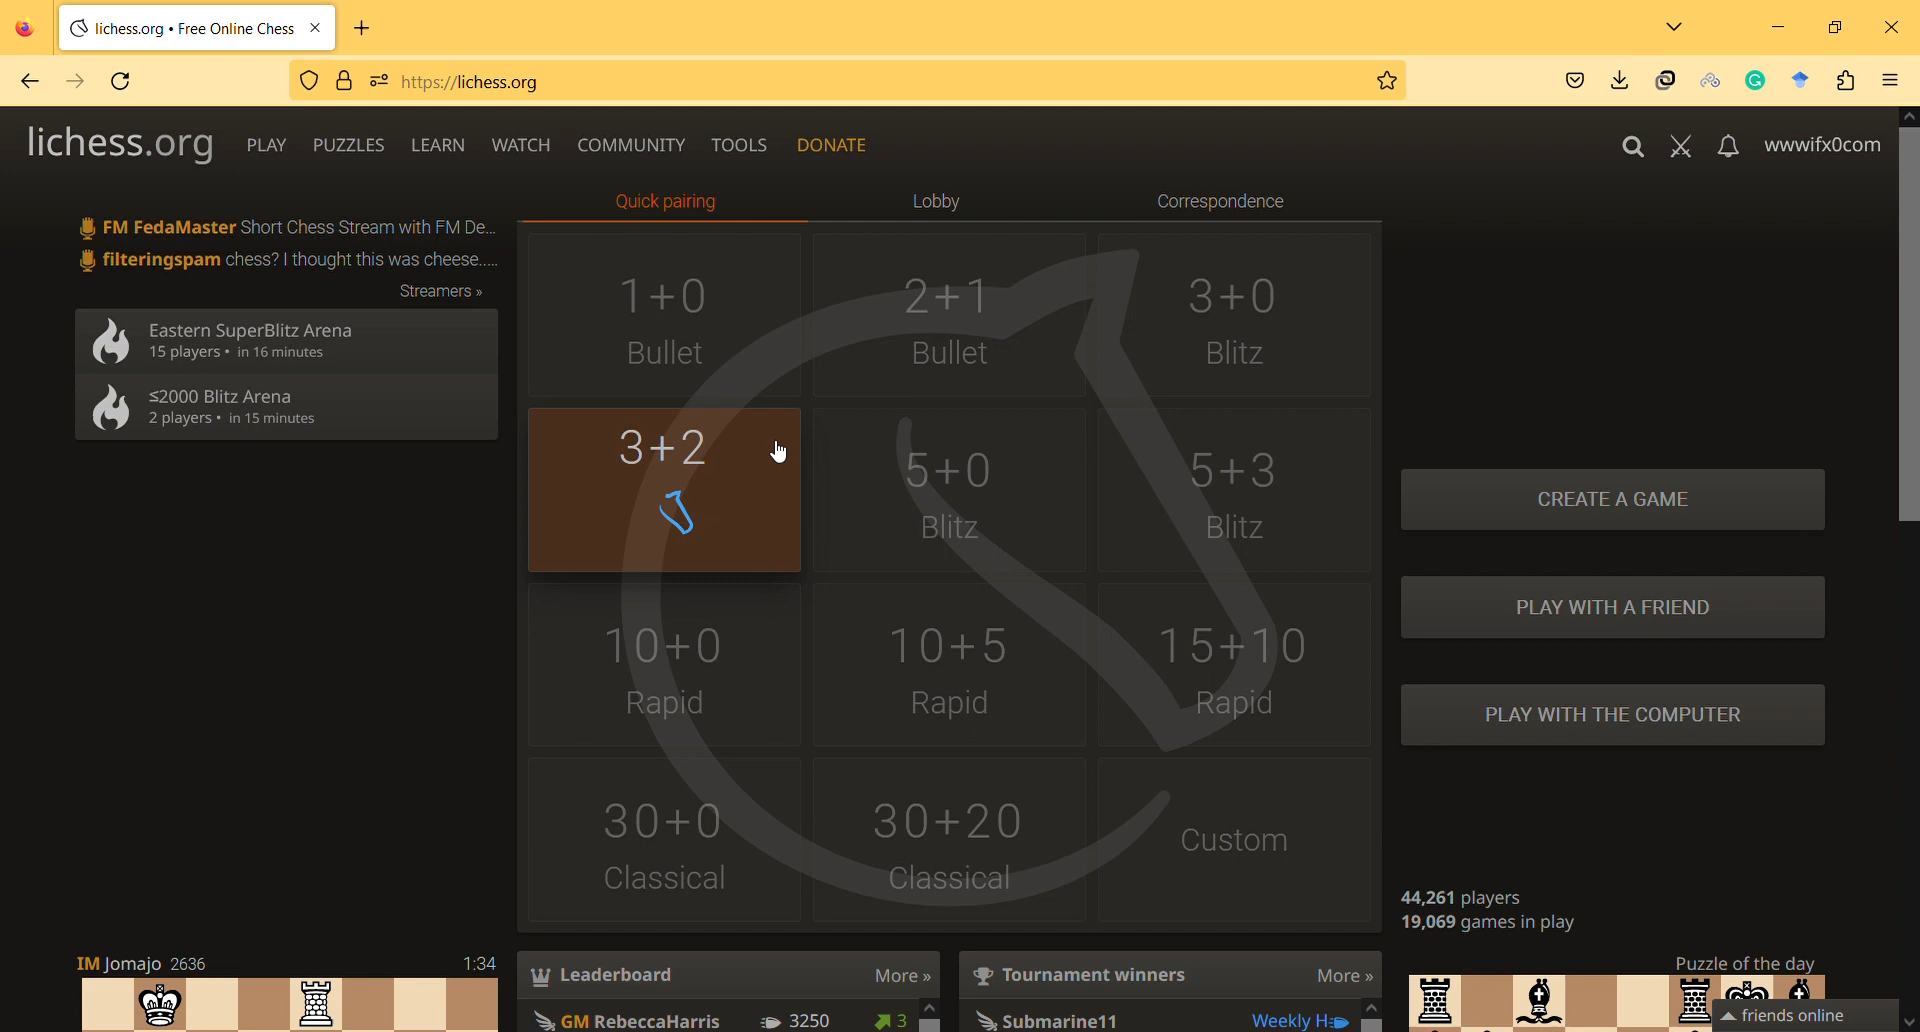 lichess.org • Free Online Chess
https://lichess.org
lichess.org PLAY PUZZLES LEARN WATCH COMMUNITY TOOLS DONATE wwwifx0com
Quick pairing Lobby Correspondence
FM FedaMaster Short Chess Stream with FM De...
filteringspam chess? I thought this was cheese.....
Streamers »
Eastern SuperBlitz Arena
15 players • in 16 minutes
≤2000 Blitz Arena
2 players • in 15 minutes
1+0 2+1 3+0
Bullet Bullet Blitz
3+2 5+0 5+3
Blitz Blitz
10+0 10+5 15+10
Rapid Rapid Rapid
30+0 30+20 Custom
Classical Classical
CREATE A GAME
PLAY WITH A FRIEND
PLAY WITH THE COMPUTER
44,261 players
19,069 games in play
IM Jomajo 2636 1:34
Leaderboard More »
GM RebeccaHarris 3250 3
Tournament winners More »
Submarine11 Weekly H
Puzzle of the day
friends online